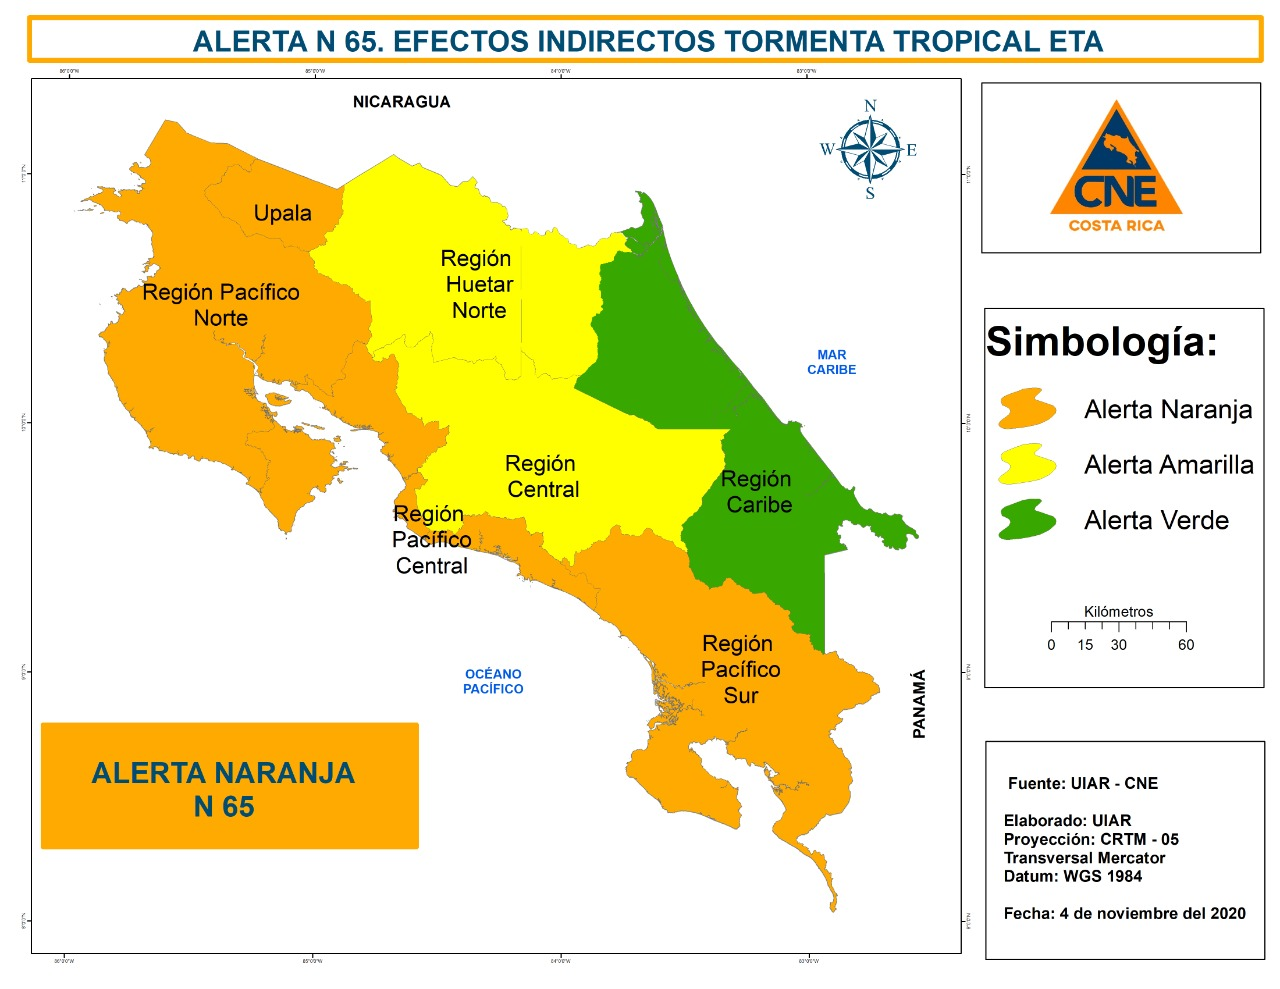 ALERTA N 65. EFECTOS INDIRECTOS TORMENTA TROPICAL ETA
NICARAGUA
N
W
E
S
CNE
COSTA RICA
Upala
Región
Huetar
Norte
Región Pacífico
Norte
MAR
CARIBE
Región
Central
Región
Caribe
Región
Pacífico
Central
Región
Pacífico
Sur
OCÉANO
PACÍFICO
PANAMÁ
ALERTA NARANJA
N 65
Simbología:
Alerta Naranja
Alerta Amarilla
Alerta Verde
Kilómetros
0 15 30 60
Fuente: UIAR - CNE
Elaborado: UIAR
Proyección: CRTM - 05
Transversal Mercator
Datum: WGS 1984
Fecha: 4 de noviembre del 2020